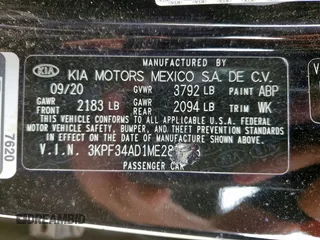 KIA KIA MOTORS MEXICO S.A. DE C.V.
MANUFACTURED BY
09/20 GVWR 3792 LB PAINT ABP
GAWR FRONT 2183 LB GAWR REAR 2094 LB TRIM WK
THIS VEHICLE CONFORMS TO ALL APPLICABLE U.S. FEDERAL
MOTOR VEHICLE SAFETY, BUMPER, AND THEFT PREVENTION
STANDARDS IN EFFECT ON THE DATE OF MANUFACTURE SHOWN ABOVE.
V.I.N. 3KPF34AD1ME28
PASSENGER CAR
7620
DREAMBID